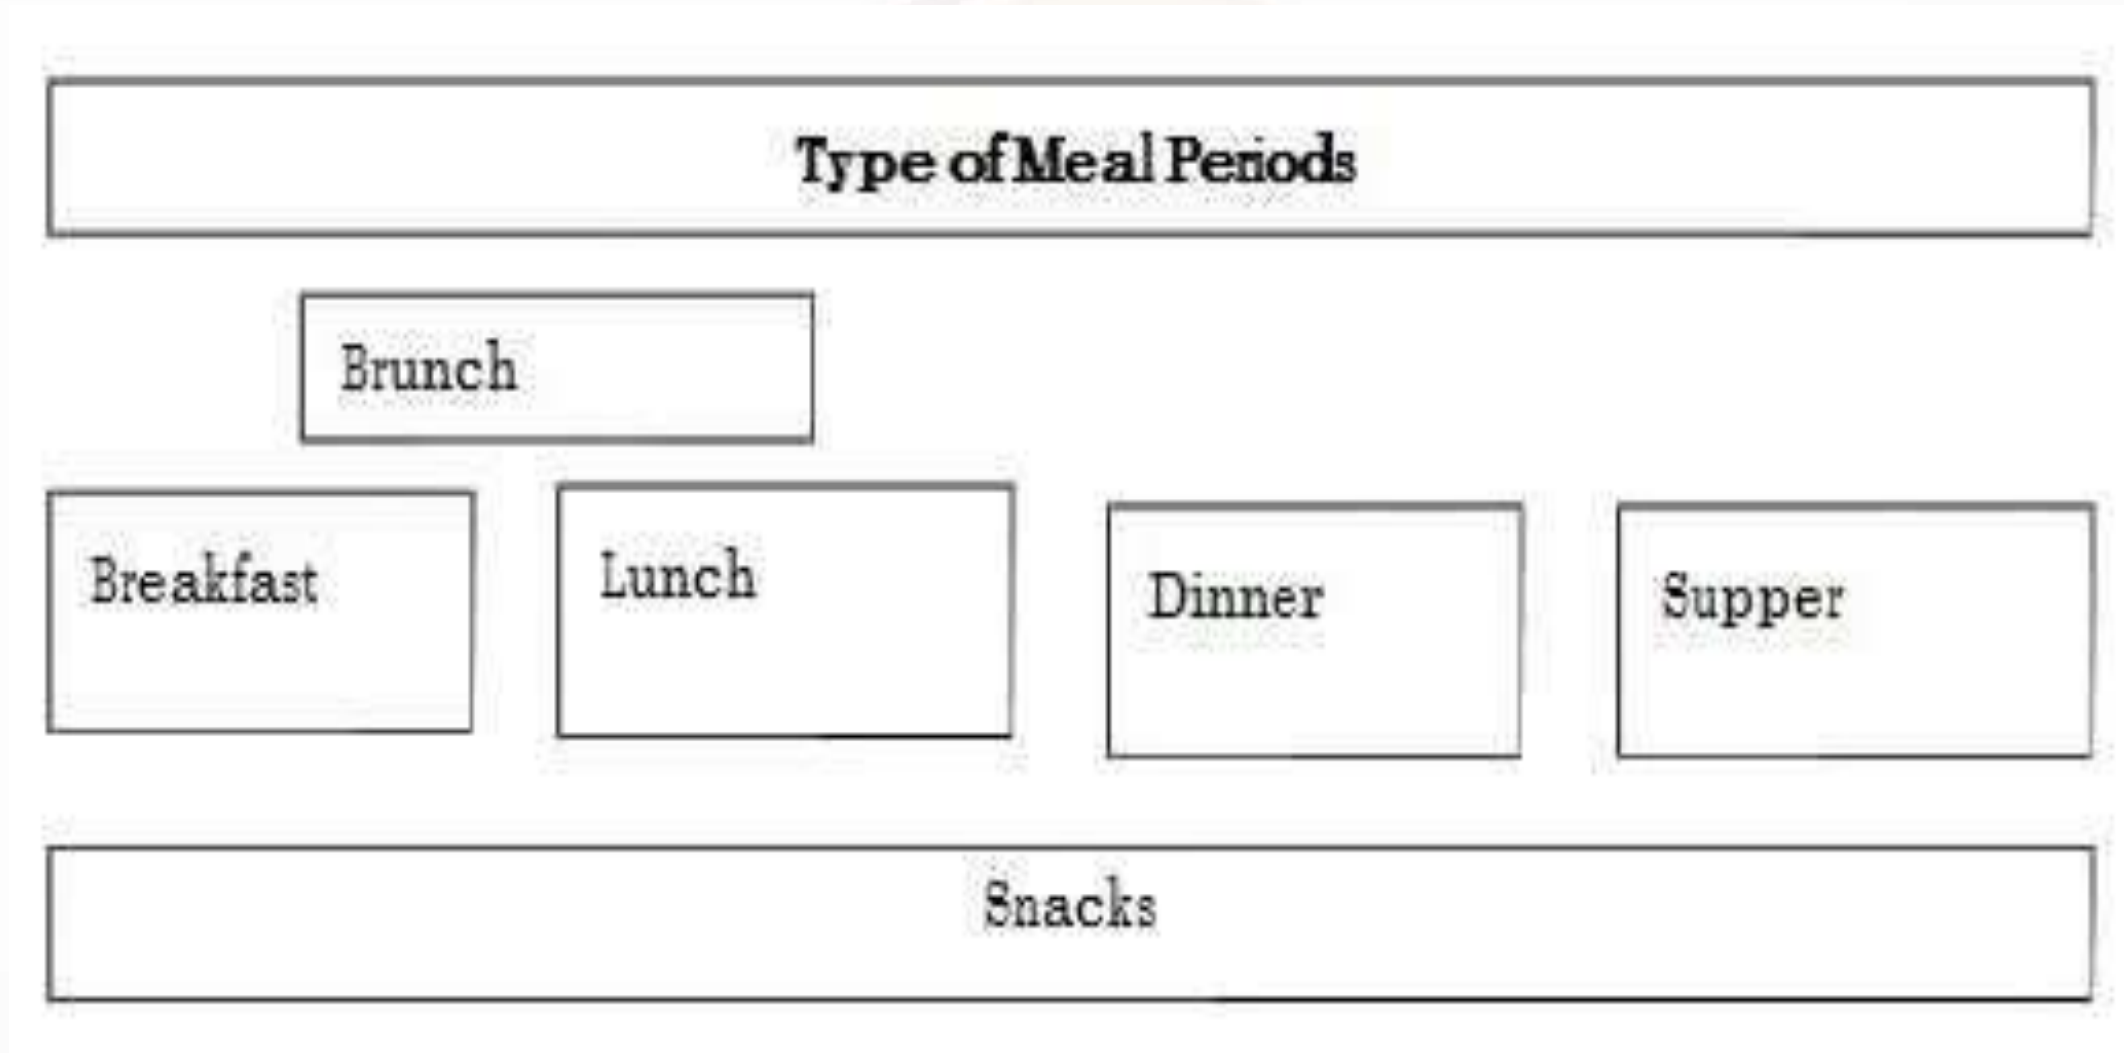 Type of Meal Periods
Brunch
Breakfast
Lunch
Dinner
Supper
Snacks